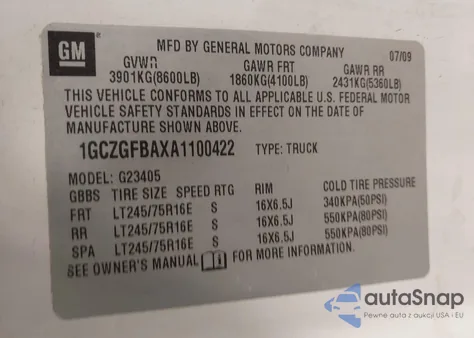 GM
MFD BY GENERAL MOTORS COMPANY 07/09
GVWR GAWR FRT GAWR RR
3901KG(8600LB) 1860KG(4100LB) 2431KG(5360LB)
THIS VEHICLE CONFORMS TO ALL APPLICABLE U.S. FEDERAL MOTOR
VEHICLE SAFETY STANDARDS IN EFFECT ON THE DATE OF
MANUFACTURE SHOWN ABOVE.
1GCZGFBAXA1100422 TYPE: TRUCK
MODEL: G23405
GBBS TIRE SIZE SPEED RTG RIM COLD TIRE PRESSURE
FRT LT245/75R16E S 16X6.5J 340KPA(50PSI)
RR LT245/75R16E S 16X6.5J 550KPA(80PSI)
SPA LT245/75R16E S 16X6.5J 550KPA(80PSI)
SEE OWNER'S MANUAL FOR MORE INFORMATION.
autoSnap
Pewne auta z aukcji USA - EU